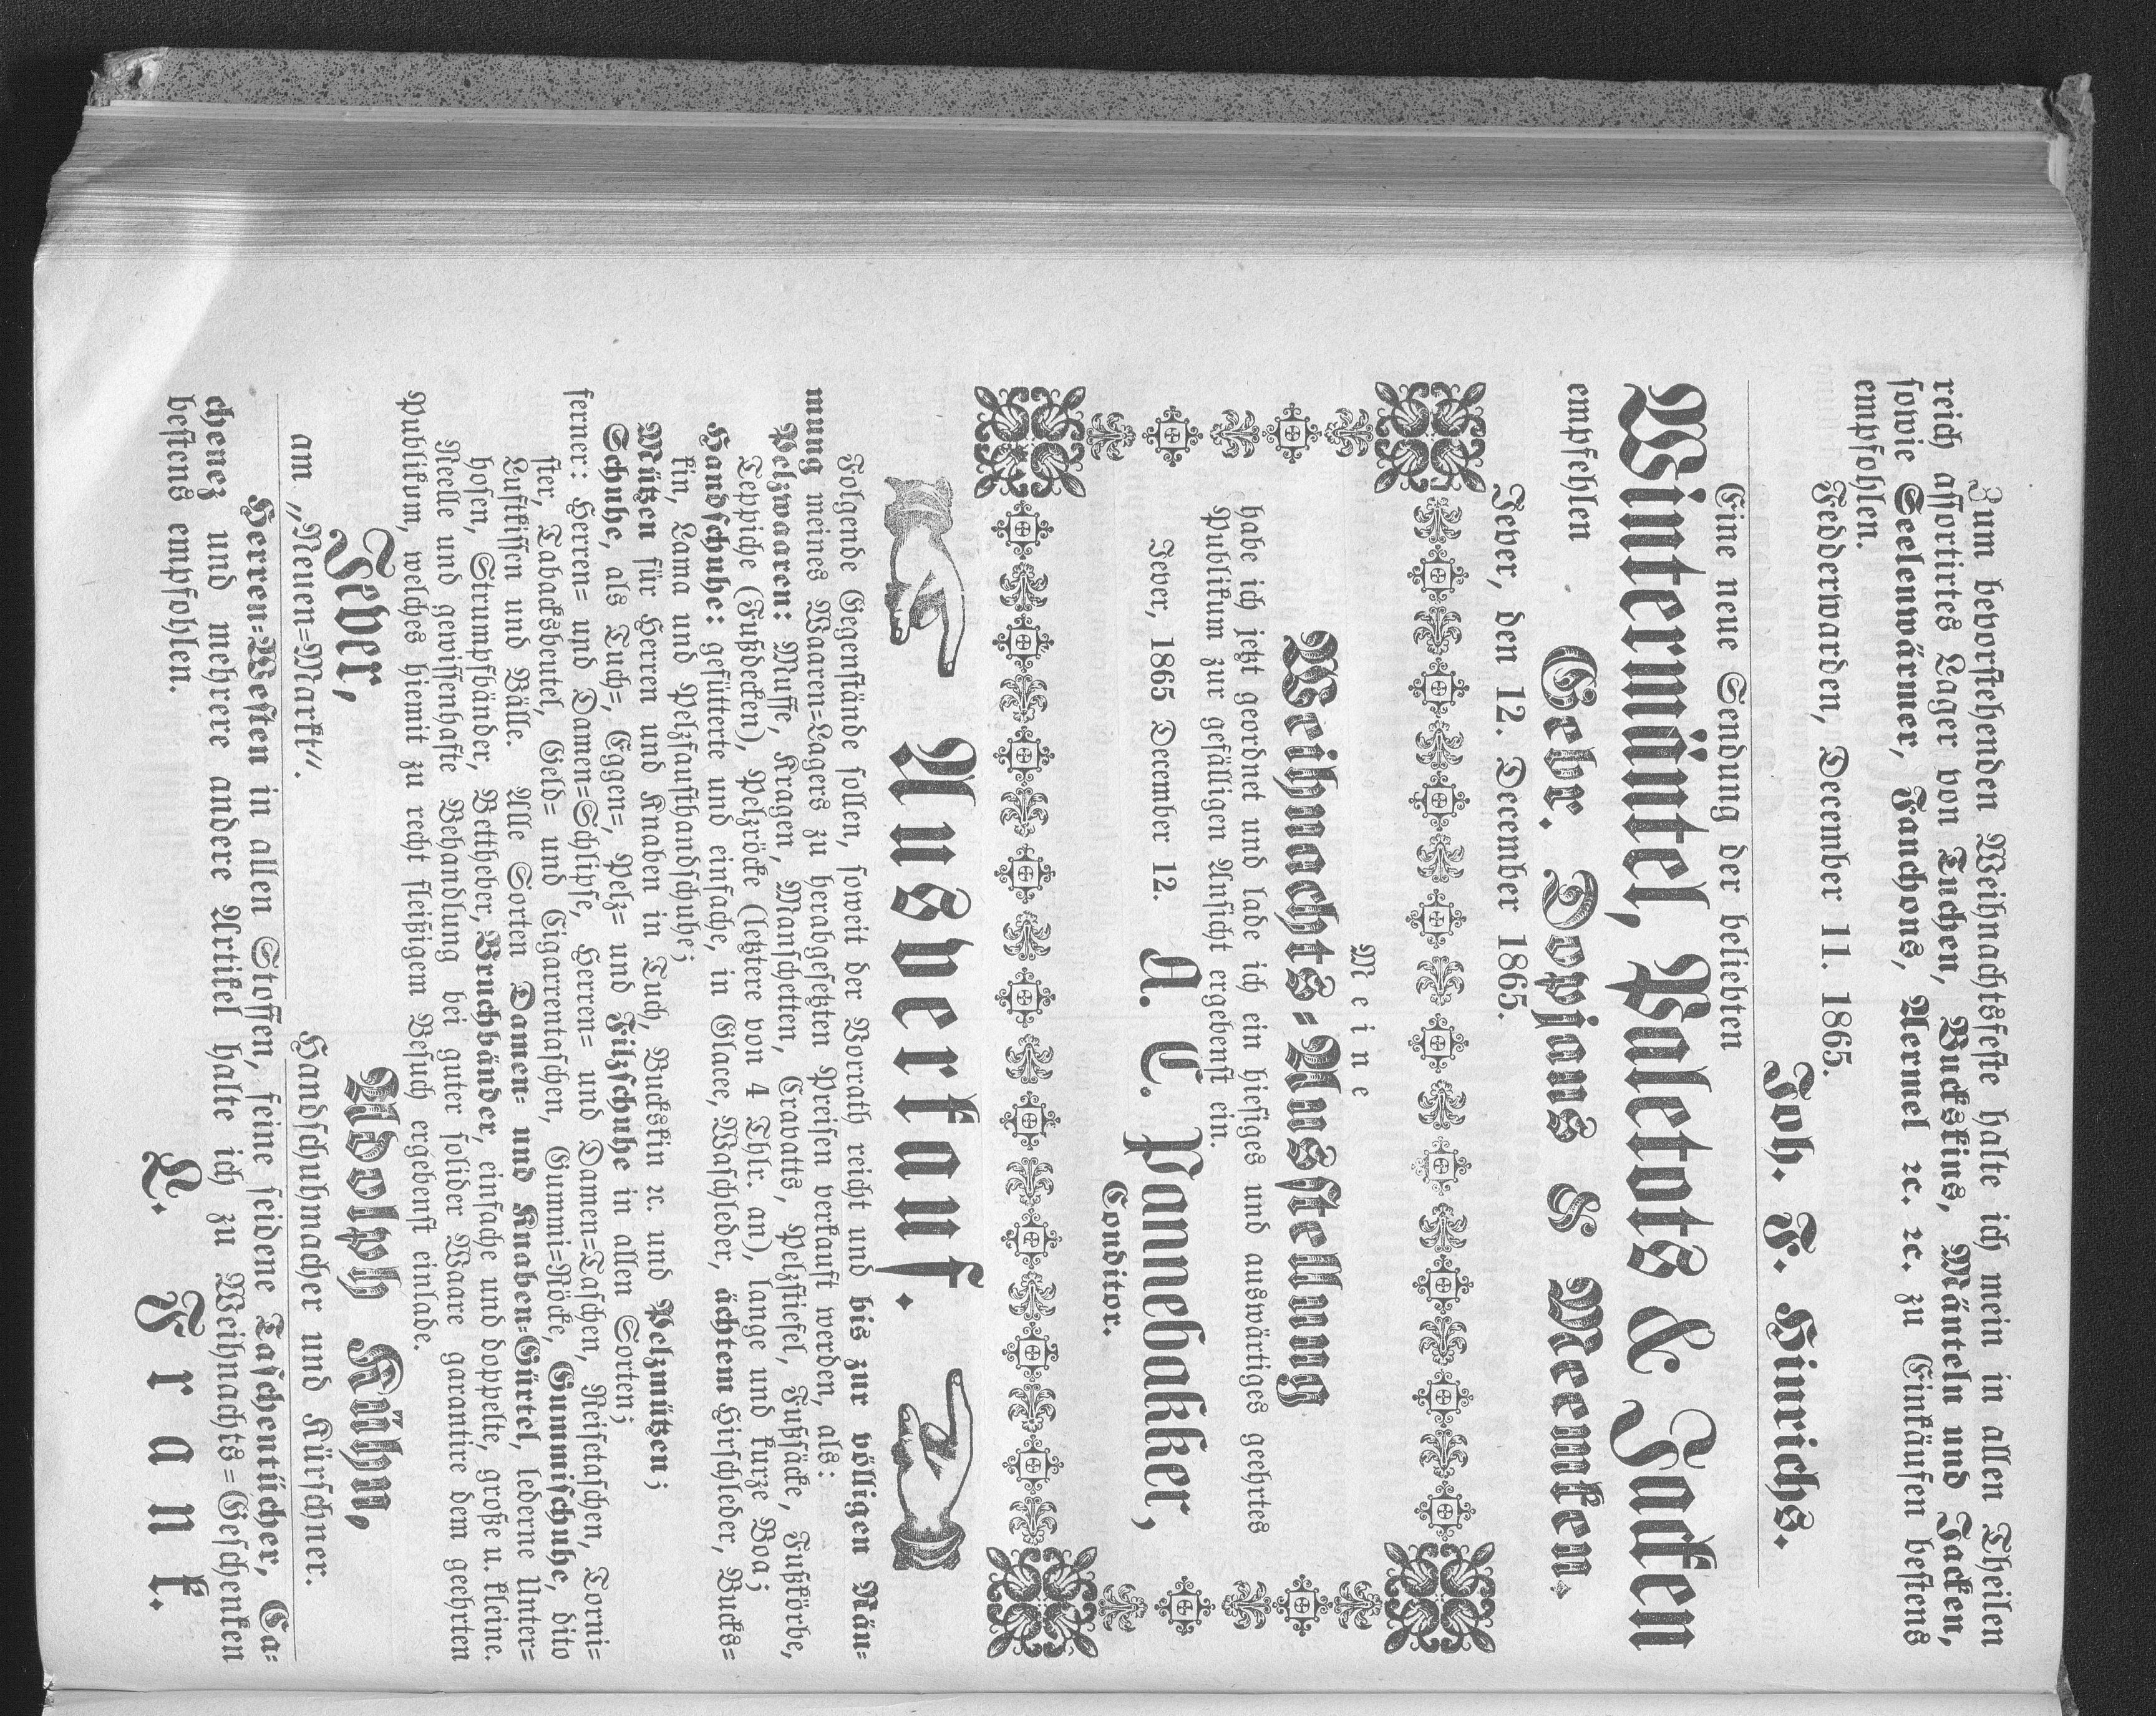 Zum bevorstehenden Weihnachtsfeste halte ich mein in allen Theilen
reich assortirtes Lager von Tuchen, Buckskins, Mänteln und Jacken,
sowie Seelenwärmer, Fanchons, Aermel ꝛc. ꝛc. zu Einkäufen bestens
empfohlen.
Fedderwarden, December 11. 1865.
Joh. F. Hinrichs.
Eine neue Sendung der beliebten
Wintermäntel, Paletots & Jacken
empfehlen Gebr. Dopjans & Meemken.
Jever, den 12. December 1865.
Meine
Weihnachts-Ausstellung
habe ich jetzt geordnet und lade ich ein hiesiges und auswärtiges geehrtes
Publikum zur gefälligen Ansicht ergebenst ein.
Jever, 1865 December 12. A. C. Pannebakker,
Conditor.
Ausverkauf.
Folgende Gegenstände sollen, soweit der Vorrath reicht und bis zur völligen Räu=
mung meines Waaren=Lagers zu herabgesetzten Preisen verkauft werden, als:
Pelzwaaren: Muffe, Kragen, Manschetten, Cravatts, Pelzstiefel, Fußsäcke, Fußkörbe,
Teppiche (Fußdecken), Pelzröcke (letztere von 4 Thlr. an), lange und kurze Boa;
Handschuhe: gefütterte und einfache, in Glacee, Waschleder, ächtem Hirschleder, Bucks=
kin, Lama und Pelzfausthandschuhe;
Mützen für Herren und Knaben in Tuch, Buckskin ꝛc. und Pelzmützen;
Schuhe, als Tuch=, Eggen=, Pelz= und Filzschuhe in allen Sorten;
ferner: Herren= und Damen=Schlipse, Herren= und Damen=Taschen, Reisetaschen, Torni=
ster, Tabacksbeutel, Geld= und Cigarrentaschen, Gummi=Röcke, Gummischuhe, dito
Luftkissen und Bälle. Alle Sorten Damen= und Knaben=Gürtel, lederne Unter=
hosen, Strumpfbänder, Bettheber, Bruchbänder, einfache und doppelte, große u. kleine.
Reelle und gewissenhafte Behandlung bei guter solider Waare garantire dem geehrten
Publikum, welches hiemit zu recht fleißigem Besuch ergebenst einlade.
Jever, Adolph Kühn,
am „Neuen=Markt“. Handschuhmacher und Kürschner.
Herren=Westen in allen Stoffen, feine seidene Taschentücher, Ca=
chenez und mehrere andere Artikel halte ich zu Weihnachts=Geschenken
bestens empfohlen. L. Frank.